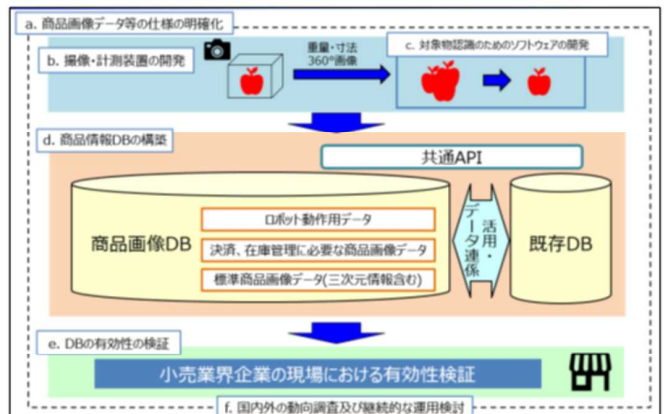 a. 商品画像データ等の仕様の明確化
b. 撮像・計測装置の開発
重量・寸法
360°画像
c. 対象物認識のためのソフトウェアの開発
d. 商品情報DBの構築
共通API
商品画像DB
ロボット動作用データ
決済、在庫管理に必要な商品画像データ
標準商品画像データ(三次元情報含む)
活用・
データ連係
既存DB
e. DBの有効性の検証
小売業界企業の現場における有効性検証
f. 国内外の動向調査及び継続的な運用検討